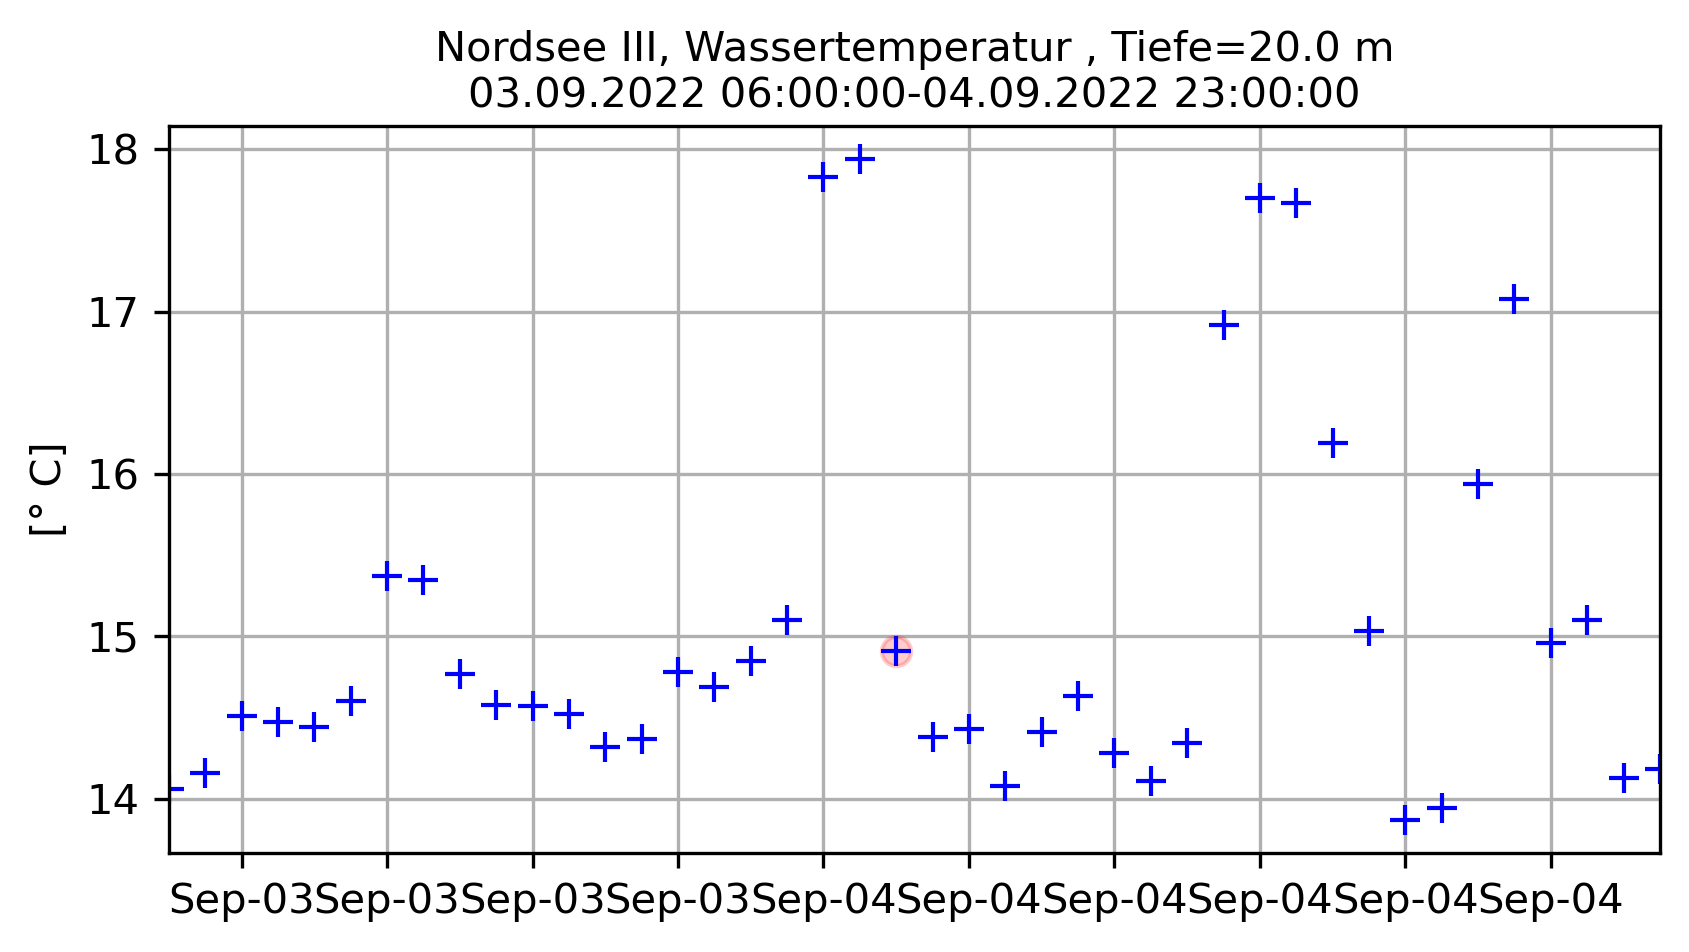 Nordsee III, Wassertemperatur , Tiefe=20.0 m
03.09.2022 06:00:00-04.09.2022 23:00:00
18
17
16
15
14
[° C]
Sep-03Sep-03Sep-03Sep-03Sep-04Sep-04Sep-04Sep-04Sep-04Sep-04